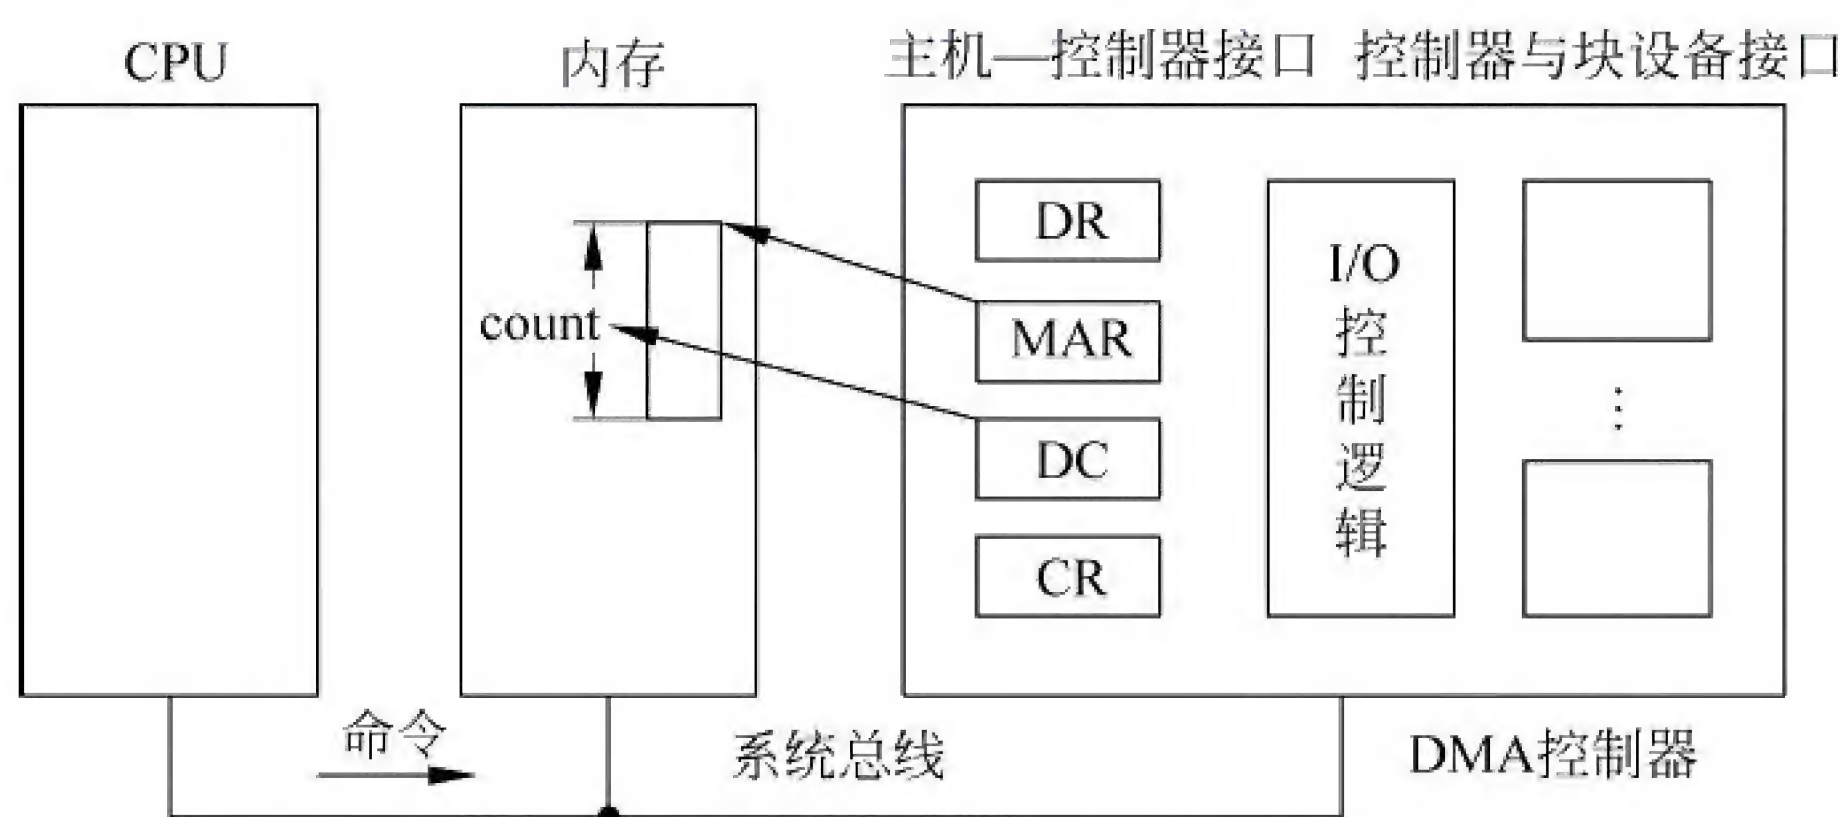 CPU
内存
主机—控制器接口
控制器与块设备接口
count
DR
MAR
DC
CR
I/O
控
制
逻
辑
⋮
命令
系统总线
DMA控制器